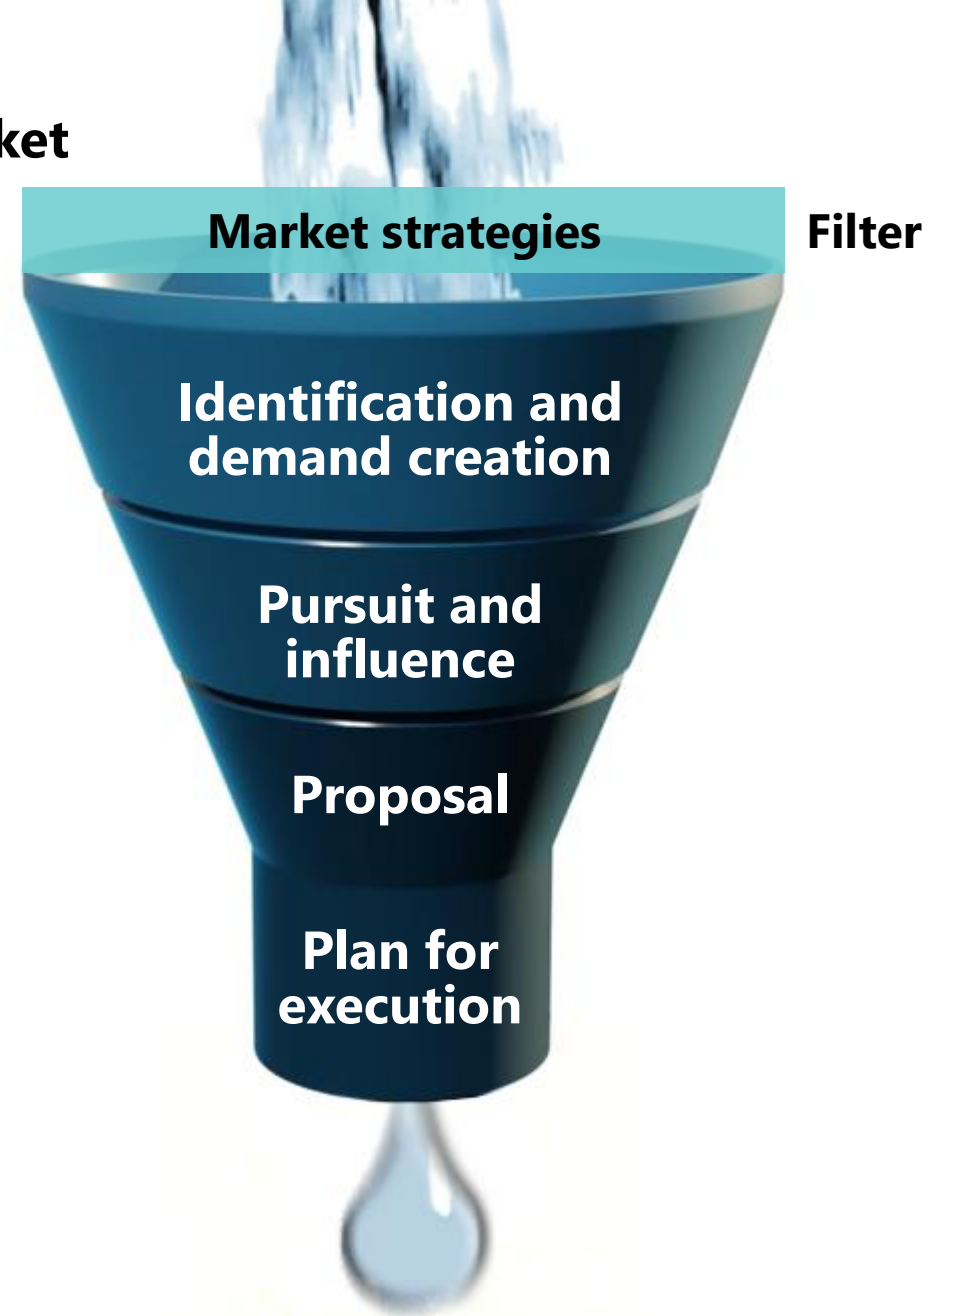 ket
Market strategies
Filter
Identification and
demand creation
Pursuit and
influence
Proposal
Plan for
execution